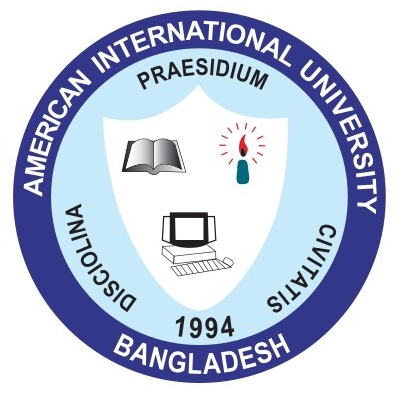 AMERICAN INTERNATIONAL UNIVERSITY
PRAESIDIUM
DISCIOLINA
CIVITATIS
1994
BANGLADESH